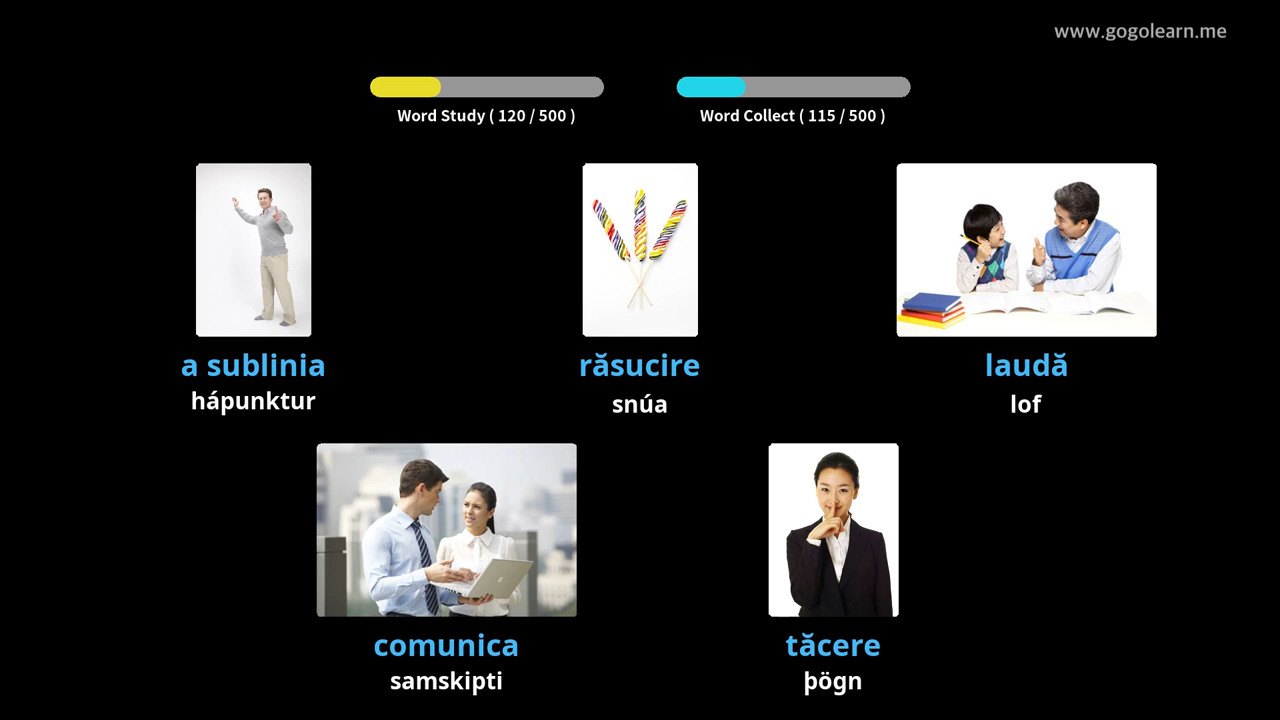 www.gogolearn.me
Word Study ( 120 / 500 )
Word Collect ( 115 / 500 )
a sublinia
hápunktur
răsucire
snúa
laudă
lof
comunica
samskipti
tăcere
þögn